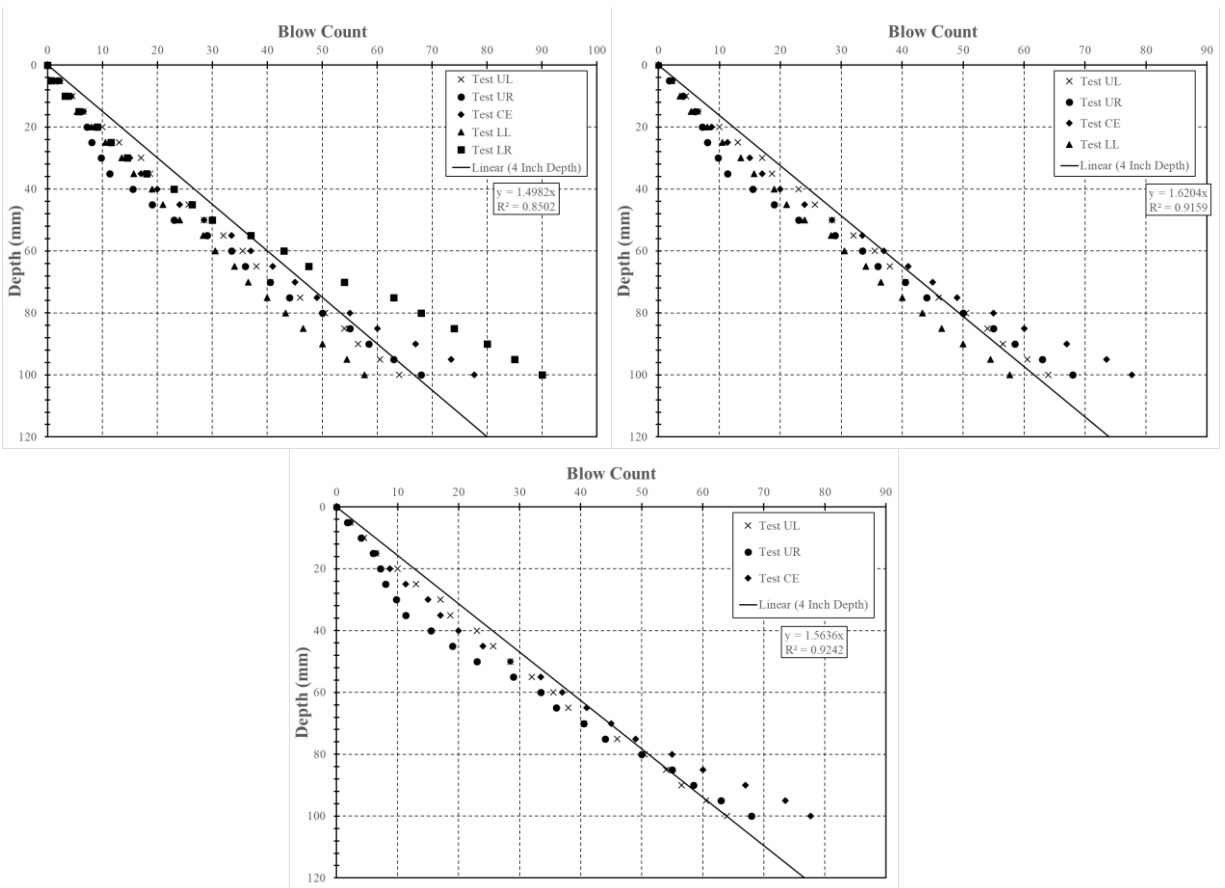 Blow Count
0 10 20 30 40 50 60 70 80 90 100
0
20
40
60
80
100
120
Depth (mm)
Test UL
Test UR
Test CE
Test LL
Test LR
Linear (4 Inch Depth)
y = 1.4982x
R² = 0.8502
Blow Count
0 10 20 30 40 50 60 70 80 90
0
20
40
60
80
100
120
Depth (mm)
Test UL
Test UR
Test CE
Test LL
Linear (4 Inch Depth)
y = 1.6204x
R² = 0.9159
Blow Count
0 10 20 30 40 50 60 70 80 90
0
20
40
60
80
100
120
Depth (mm)
Test UL
Test UR
Test CE
Linear (4 Inch Depth)
y = 1.5636x
R² = 0.9242